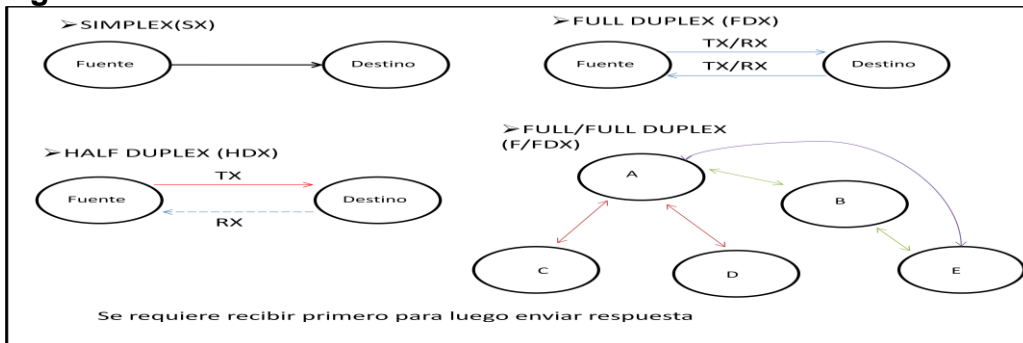 ➢SIMPLEX(SX)
Fuente
Destino
➢FULL DUPLEX (FDX)
TX/RX
Fuente
Destino
TX/RX
➢HALF DUPLEX (HDX)
TX
Fuente
Destino
RX
➢FULL/FULL DUPLEX
(F/FDX)
A
B
C
D
E
Se requiere recibir primero para luego enviar respuesta